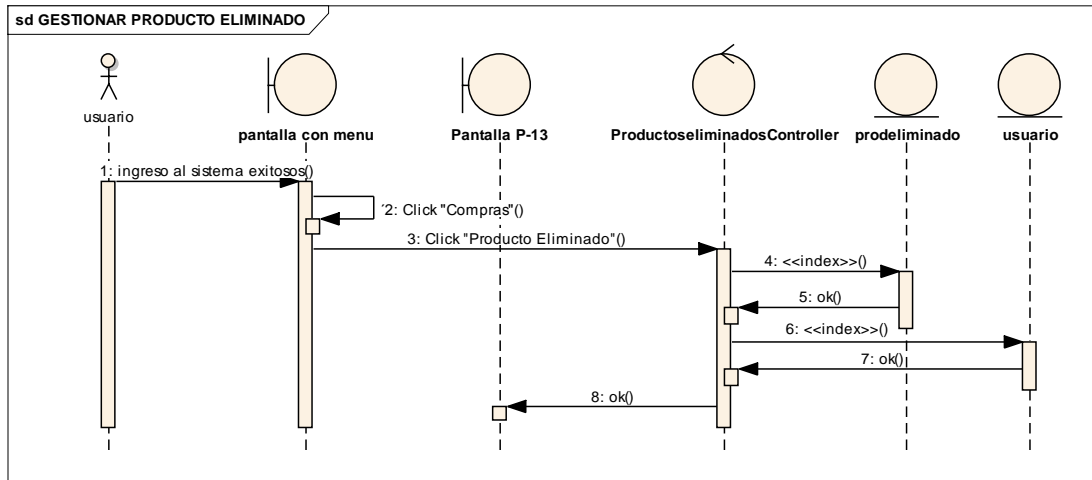 sd GESTIONAR PRODUCTO ELIMINADO
usuario
pantalla con menu
Pantalla P-13
ProductoseliminadosController
prodeliminado
usuario
1: ingreso al sistema exitosos()
´2: Click "Compras"()
3: Click "Producto Eliminado"()
4: <<index>>()
5: ok()
6: <<index>>()
7: ok()
8: ok()